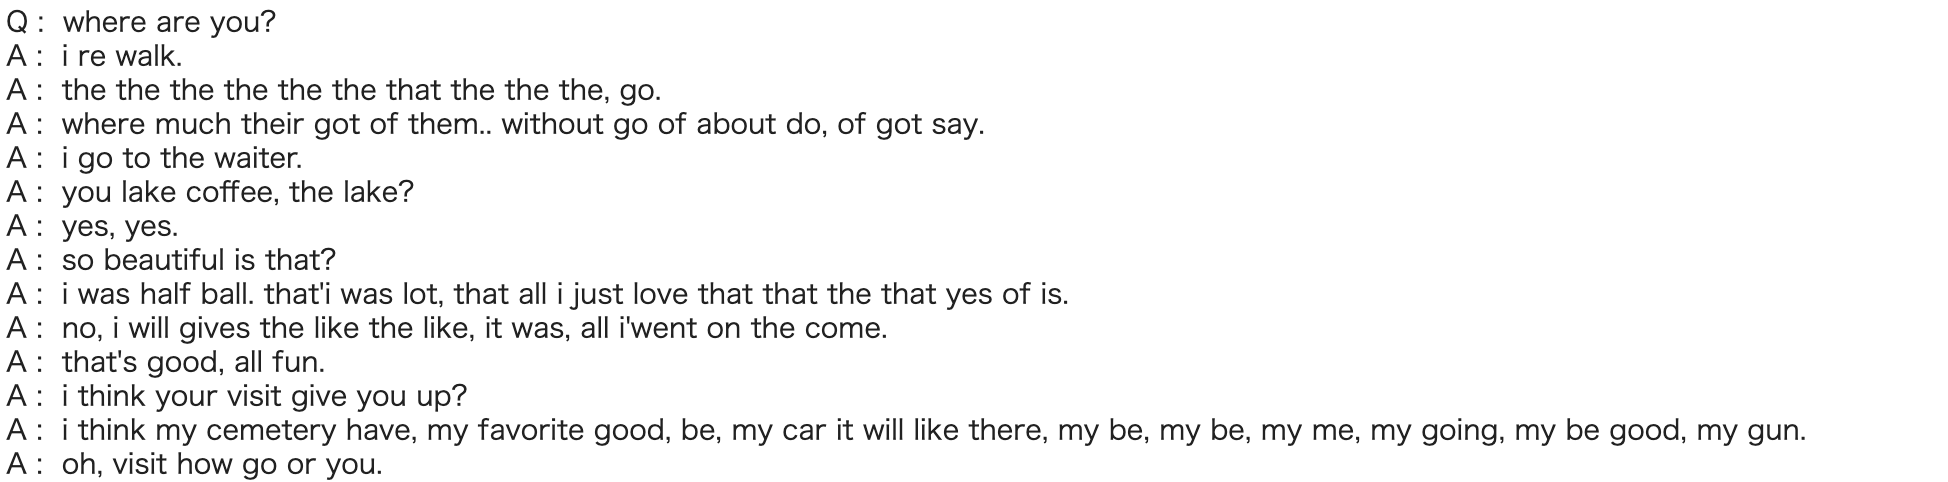 Q : where are you?
A : i re walk.
A : the the the the the the that the the the, go.
A : where much their got of them.. without go of about do, of got say.
A : i go to the waiter.
A : you lake coffee, the lake?
A : yes, yes.
A : so beautiful is that?
A : i was half ball. that'i was lot, that all i just love that that the that yes of is.
A : no, i will gives the like the like, it was, all i'went on the come.
A : that's good, all fun.
A : i think your visit give you up?
A : i think my cemetery have, my favorite good, be, my car it will like there, my be, my be, my me, my going, my be good, my gun.
A : oh, visit how go or you.